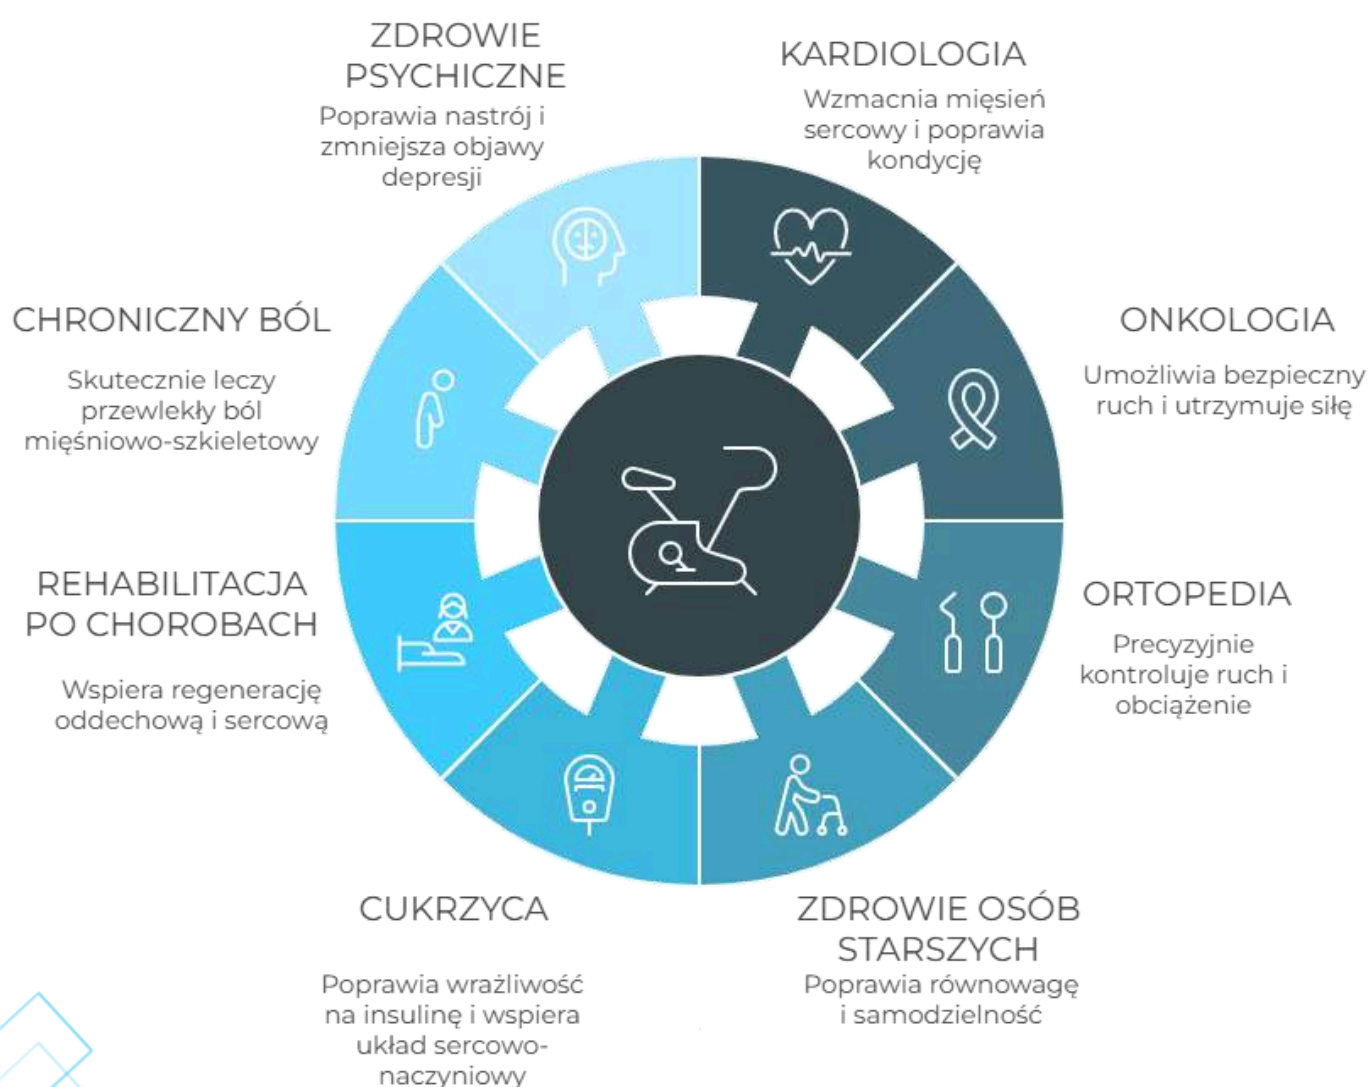 ZDROWIE
PSYCHICZNE
Poprawia nastrój i
zmniejsza objawy
depresji
KARDIOLOGIA
Wzmacnia mięsień
sercowy i poprawia
kondycję
CHRONICZNY BÓL
Skutecznie leczy
przewlekły ból
mięśniowo-szkieletowy
ONKOLOGIA
Umożliwia bezpieczny
ruch i utrzymuje siłę
REHABILITACJA
PO CHOROBACH
Wspiera regenerację
oddechową i sercową
ORTOPEDIA
Precyzyjnie
kontroluje ruch i
obciążenie
CUKRZYCA
Poprawia wrażliwość
na insulinę i wspiera
układ sercowo-
naczyniowy
ZDROWIE OSÓB
STARSZYCH
Poprawia równowagę
i samodzielność